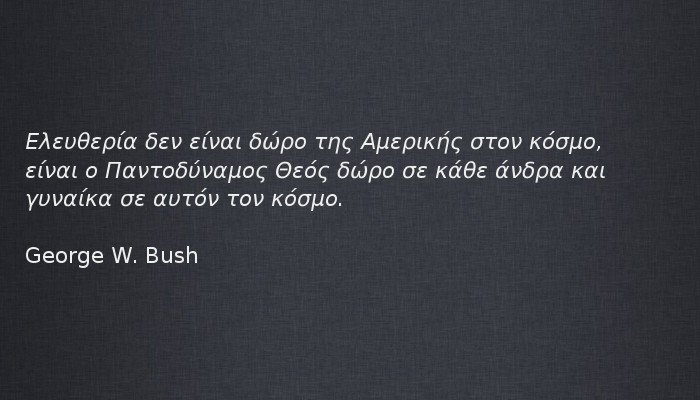 Ελευθερία δεν είναι δώρο της Αμερικής στον κόσμο,
είναι ο Παντοδύναμος Θεός δώρο σε κάθε άνδρα και
γυναίκα σε αυτόν τον κόσμο.
George W. Bush